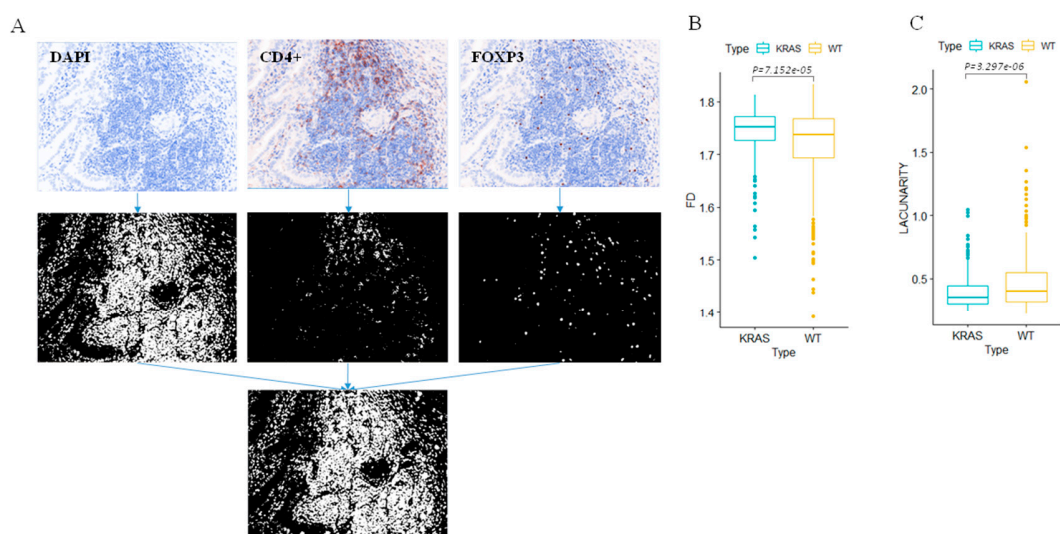 A
DAPI
CD4+
FOXP3
B
Type KRAS WT
P=7.152e-05
FD
1.8
1.7
1.6
1.5
1.4
KRAS WT
Type
C
Type KRAS WT
P=3.297e-06
LACUNARITY
2.0
1.5
1.0
0.5
KRAS WT
Type